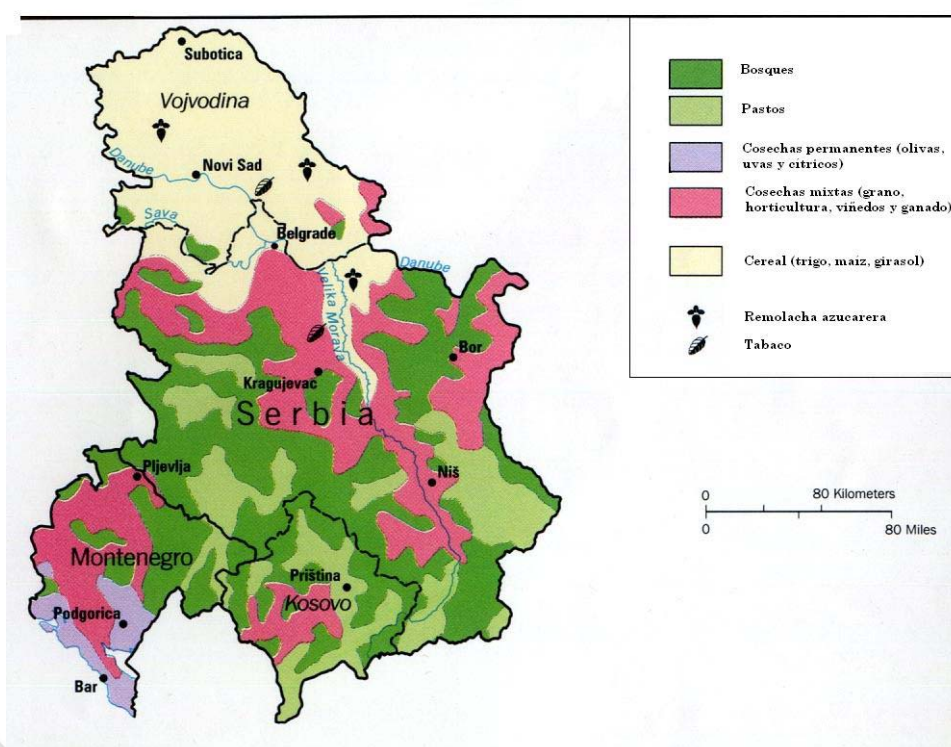 Subotica
Vojvodina
Danube
Novi Sad
Sava
Belgrade
Danube
Velika Morava
Bor
Kragujevac
Serbia
Pljevlja
Niš
Montenegro
Priština
Kosovo
Podgorica
Bar
Bosques
Pastos
Cosechas permanentes (olivas,
uvas y cítricos)
Cosechas mixtas (grano,
horticultura, viñedos y ganado)
Cereal (trigo, maiz, girasol)
Remolacha azucarera
Tabaco
0 80 Kilometers
0 80 Miles